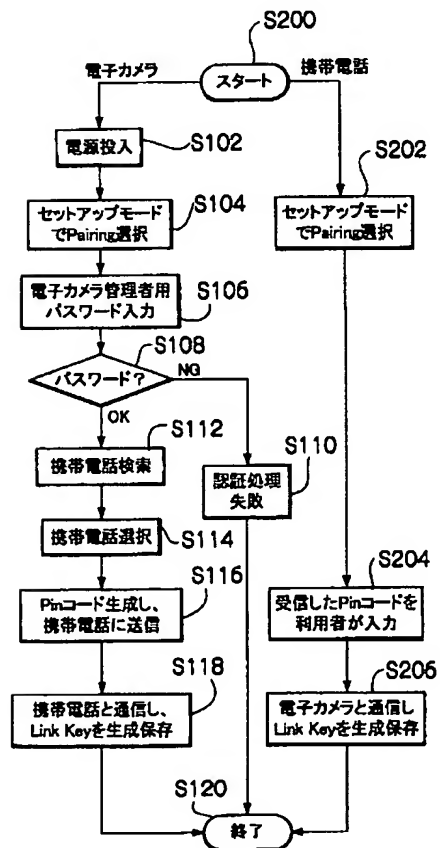 S200
電子カメラ
スタート
携帯電話
電源投入
S102
S202
セットアップモード
でPairing選択
S104
セットアップモード
でPairing選択
電子カメラ管理者用
パスワード入力
S106
S108
パスワード?
NG
OK
S112
携帯電話検索
S110
認証処理
失敗
携帯電話選択
S114
S116
Pinコード生成し、
携帯電話に送信
S204
受信したPinコードを
利用者が入力
S118
携帯電話と通信し、
Link Keyを生成保存
S206
電子カメラと通信し
Link Keyを生成保存
S120
終了